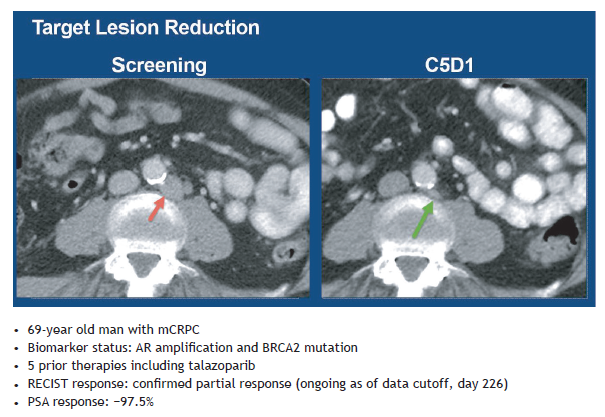 Target Lesion Reduction
Screening
C5D1
• 69-year old man with mCRPC
• Biomarker status: AR amplification and BRCA2 mutation
• 5 prior therapies including talazoparib
• RECIST response: confirmed partial response (ongoing as of data cutoff, day 226)
• PSA response: −97.5%